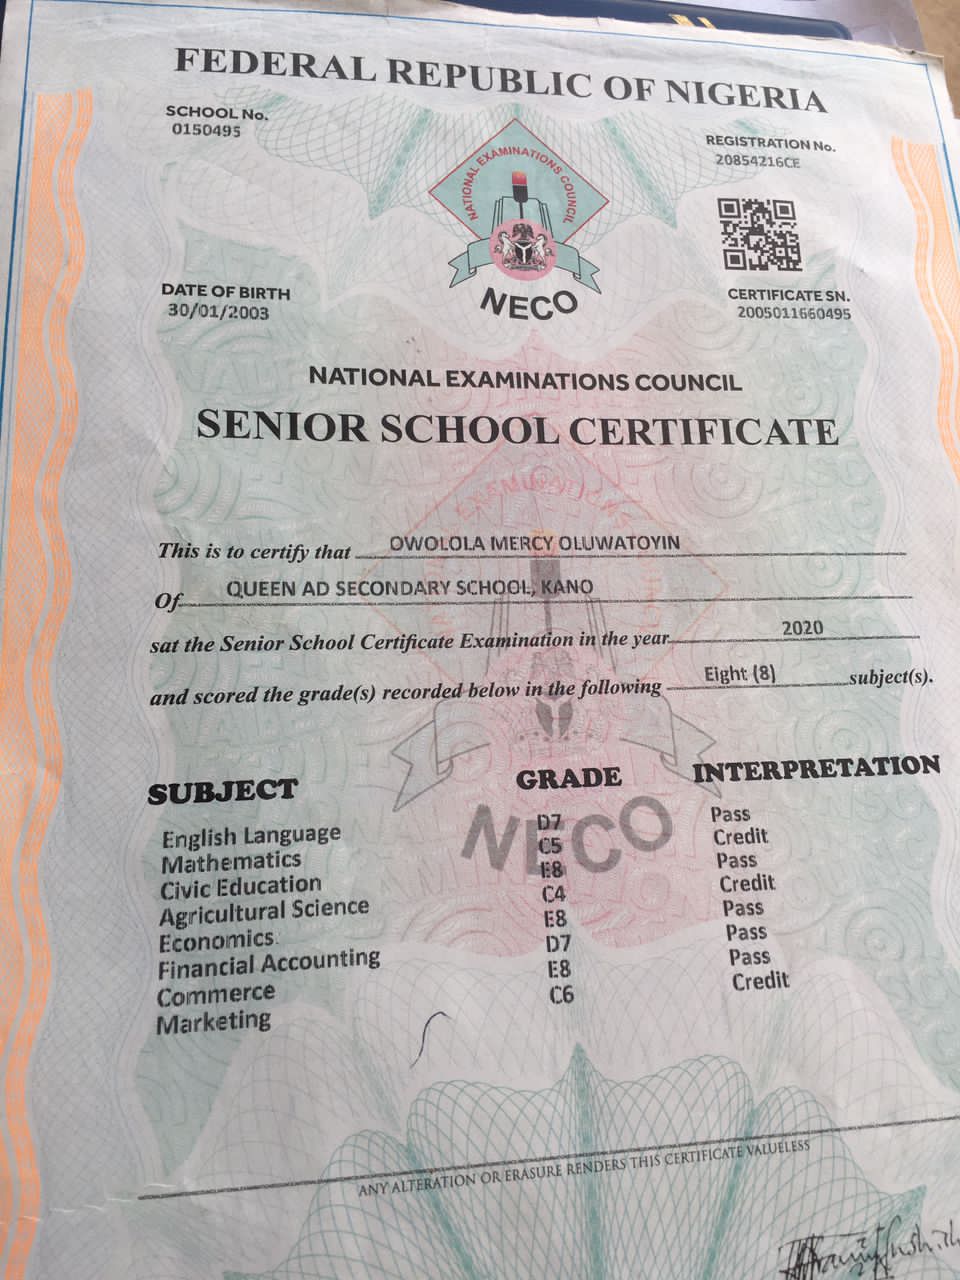 FEDERAL REPUBLIC OF NIGERIA
SCHOOL No.
0150495
REGISTRATION No.
20854216CE
NATIONAL EXAMINATIONS COUNCIL
NECO
DATE OF BIRTH
30/01/2003
CERTIFICATE SN.
2005011660495
NATIONAL EXAMINATIONS COUNCIL
SENIOR SCHOOL CERTIFICATE
This is to certify that OWOLOLA MERCY OLUWATOYIN
Of QUEEN AD SECONDARY SCHOOL, KANO
sat the Senior School Certificate Examination in the year 2020
and scored the grade(s) recorded below in the following Eight (8) subject(s).
SUBJECT GRADE INTERPRETATION
English Language D7 Pass
Mathematics C5 Credit
Civic Education E8 Pass
Agricultural Science C4 Credit
Economics E8 Pass
Financial Accounting D7 Pass
Commerce E8 Pass
Marketing C6 Credit
NECO
ANY ALTERATION OR ERASURE RENDERS THIS CERTIFICATE VALUELESS